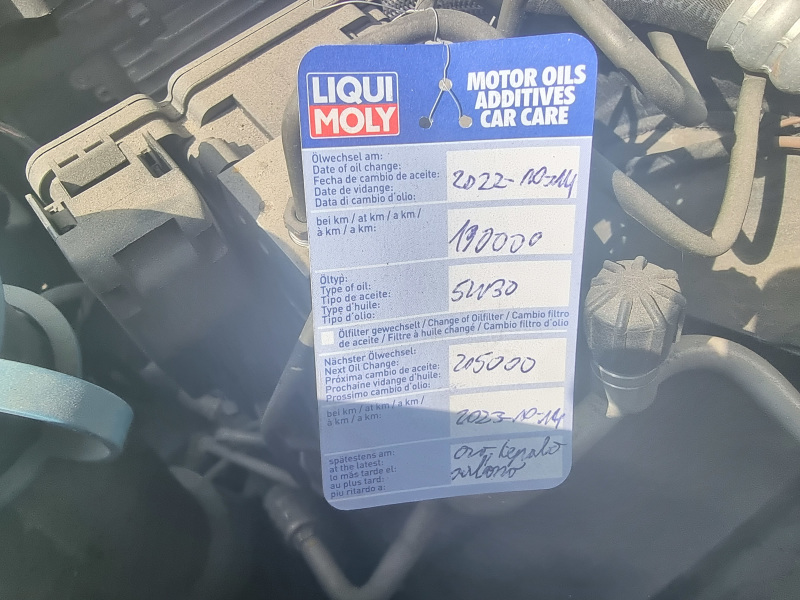 LIQUI
MOLY
MOTOR OILS
ADDITIVES
CAR CARE
Ölwechsel am:
Date of oil change:
Fecha de cambio de aceite:
Date de vidange:
Data di cambio d'olio:
2022-10-14
bei km / at km / a km /
à km / a km:
190000
Öltyp:
Type of oil:
Tipo de aceite:
Type d'huile:
Tipo d'olio:
5W30
Ölfilter gewechselt / Change of Oilfilter / Cambio filtro
de aceite / Filtre à huile changé / Cambio filtro d'olio
Nächster Ölwechsel:
Next Oil Change:
Próxima cambio de aceite:
Prochaine vidange d'huile:
Prossimo cambio d'olio:
205000
bei km / at km / a km /
à km / a km:
2023-10-14
spätestens am:
at the latest:
lo más tarde el:
au plus tard:
più ritardo a: